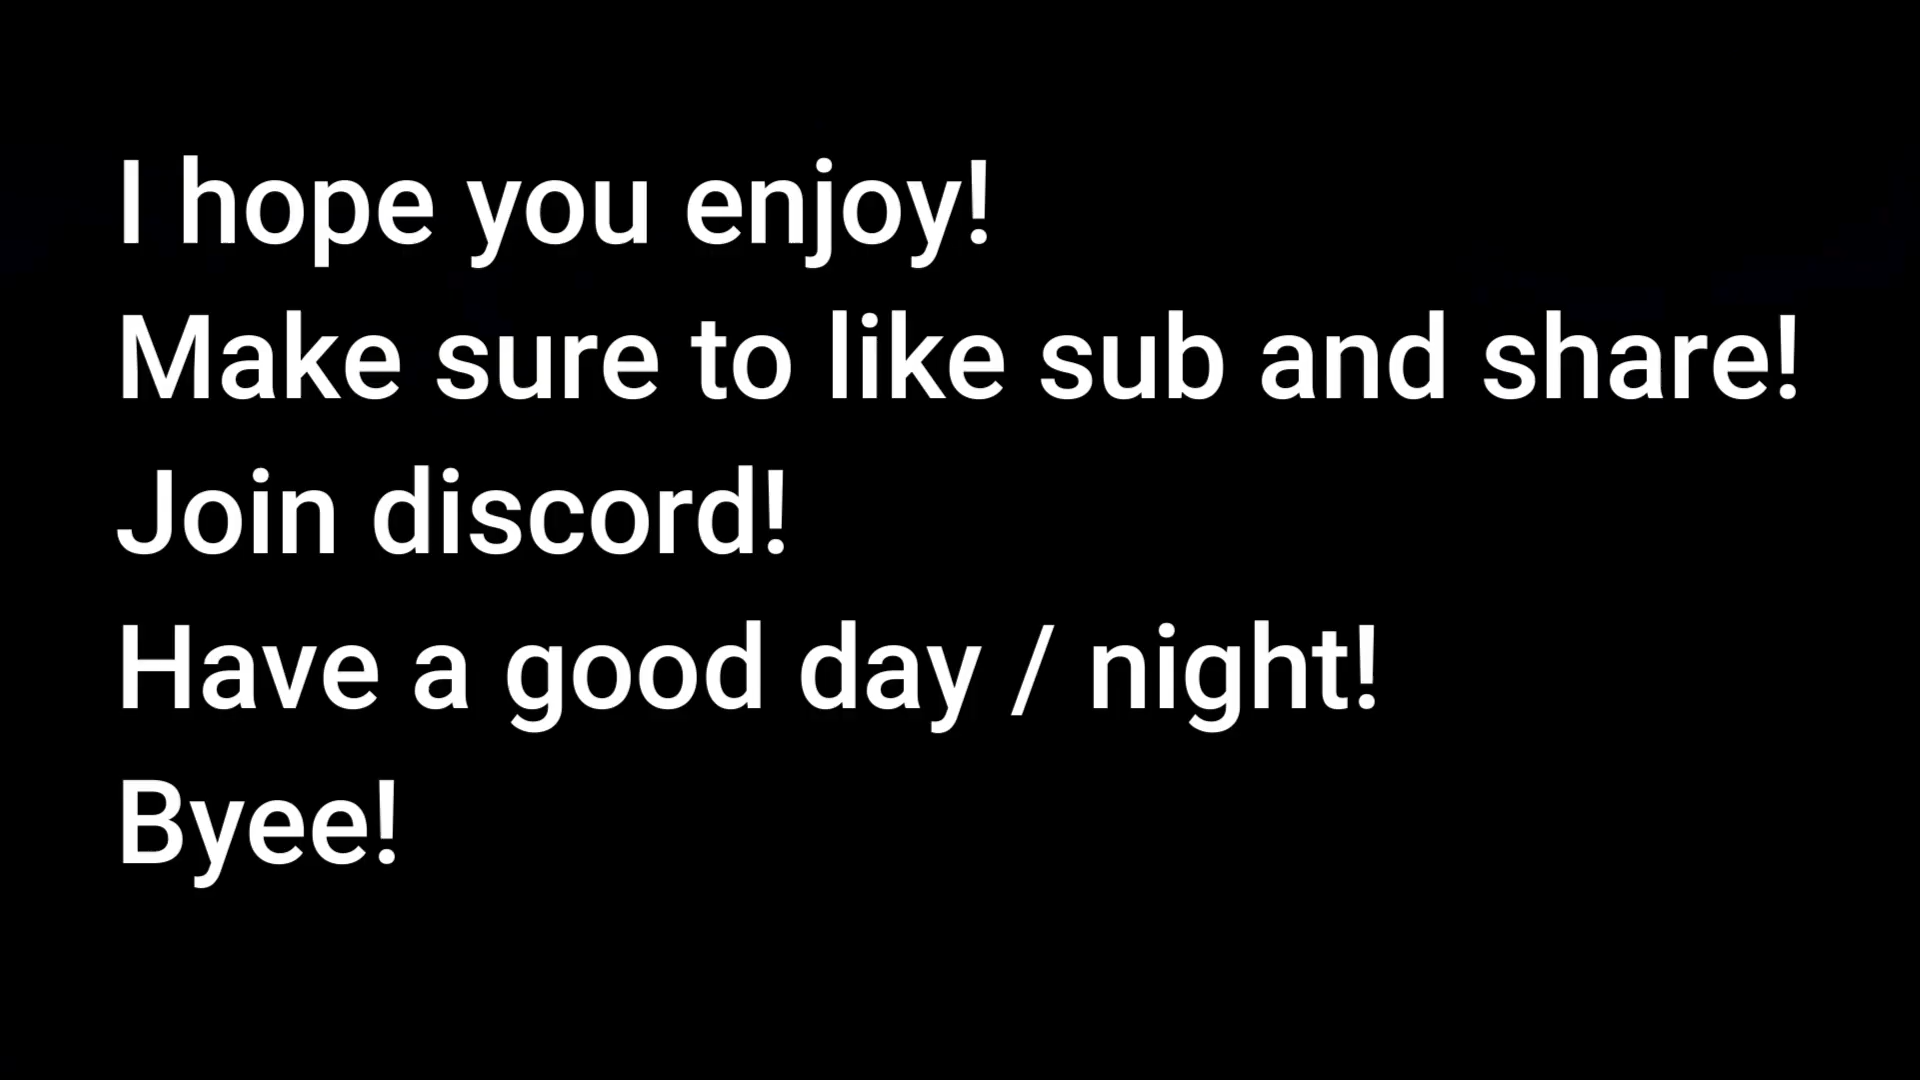 I hope you enjoy!
Make sure to like sub and share!
Join discord!
Have a good day / night!
Byee!